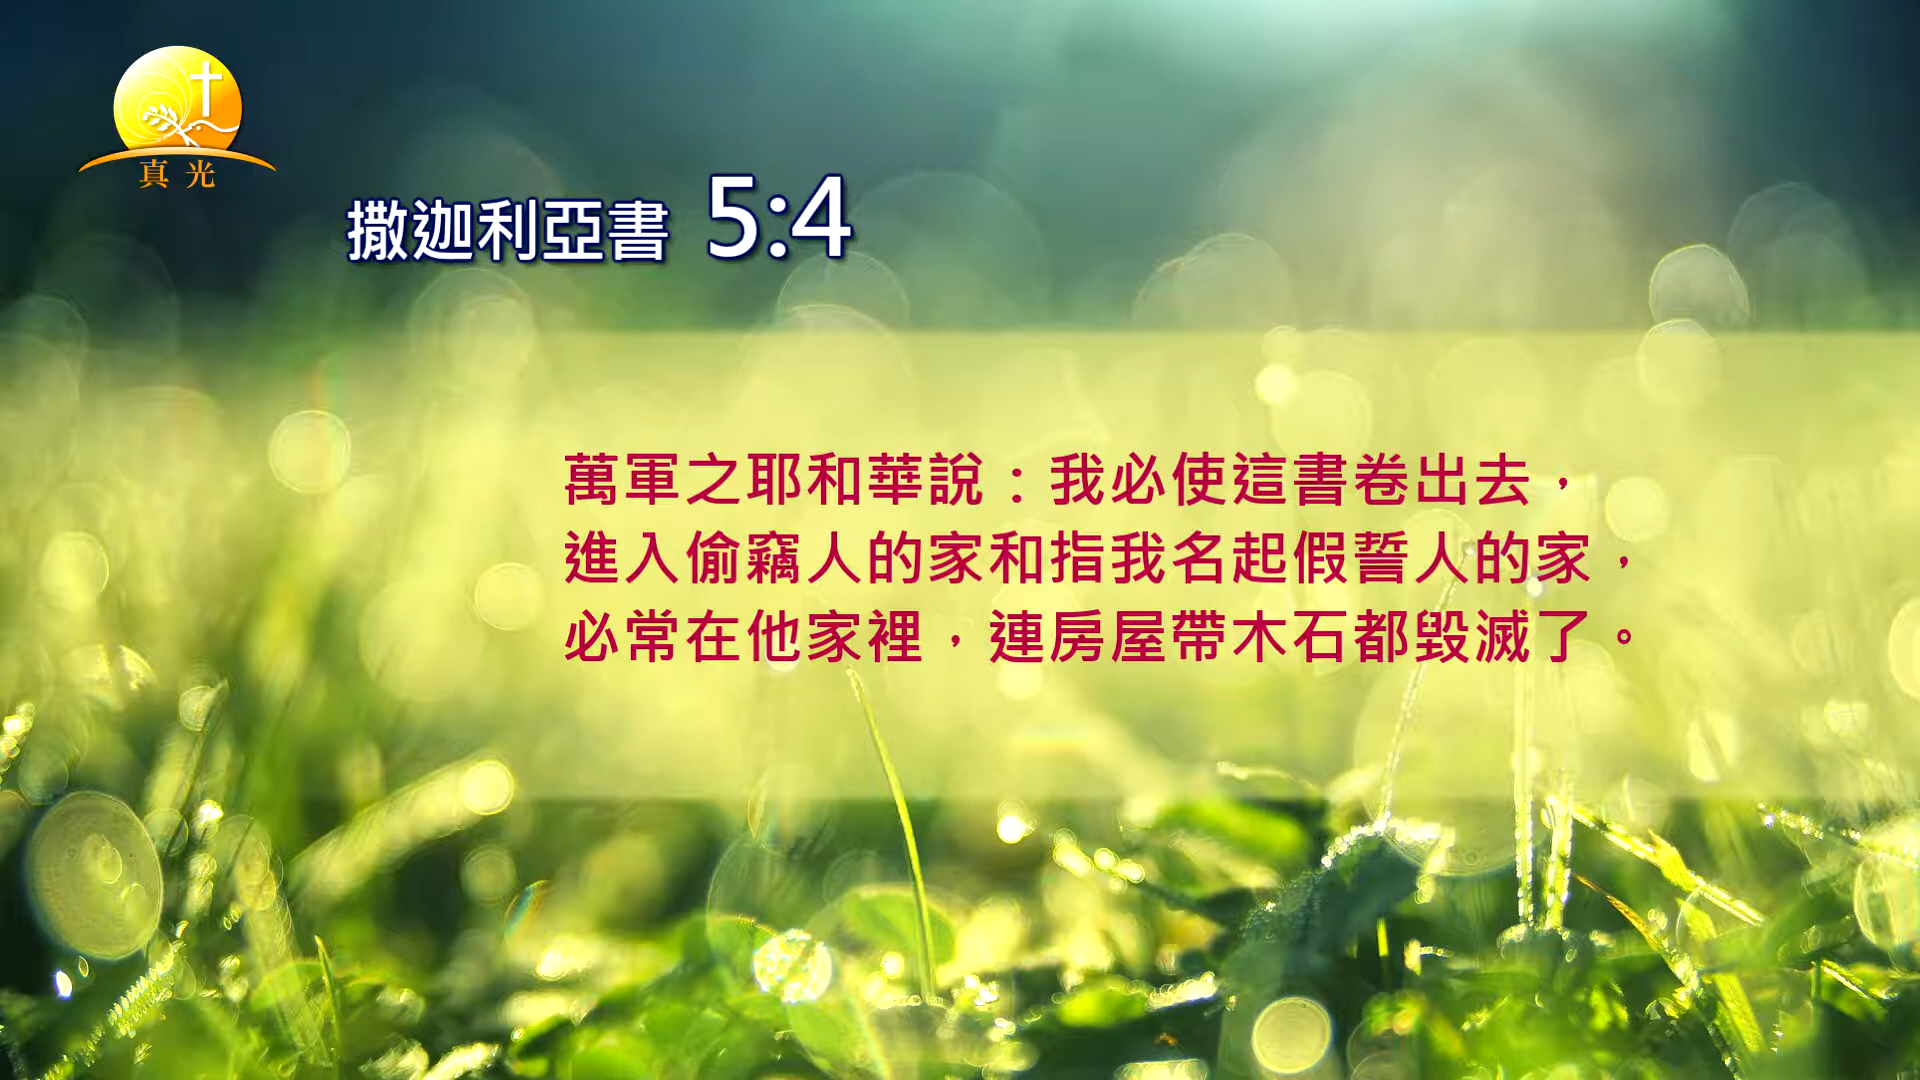 真光
撒迦利亞書 5:4
萬軍之耶和華說：我必使這書卷出去，
進入偷竊人的家和指我名起假誓人的家，
必常在他家裡，連房屋帶木石都毀滅了。